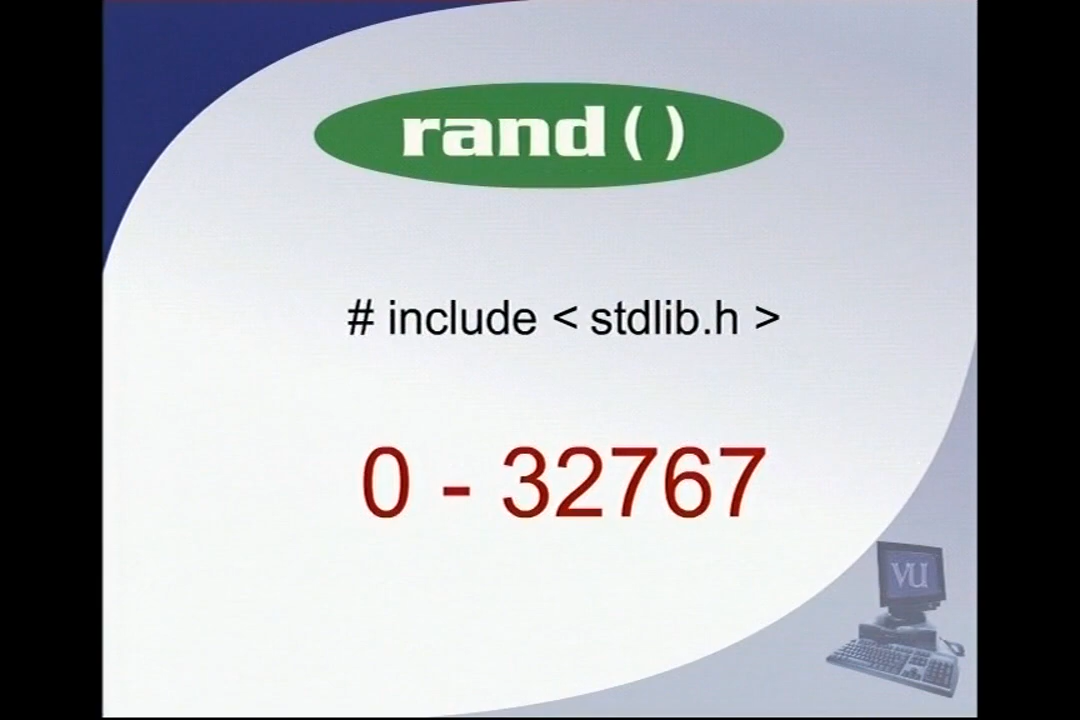 rand ( )
# include < stdlib.h >
0 - 32767
VU